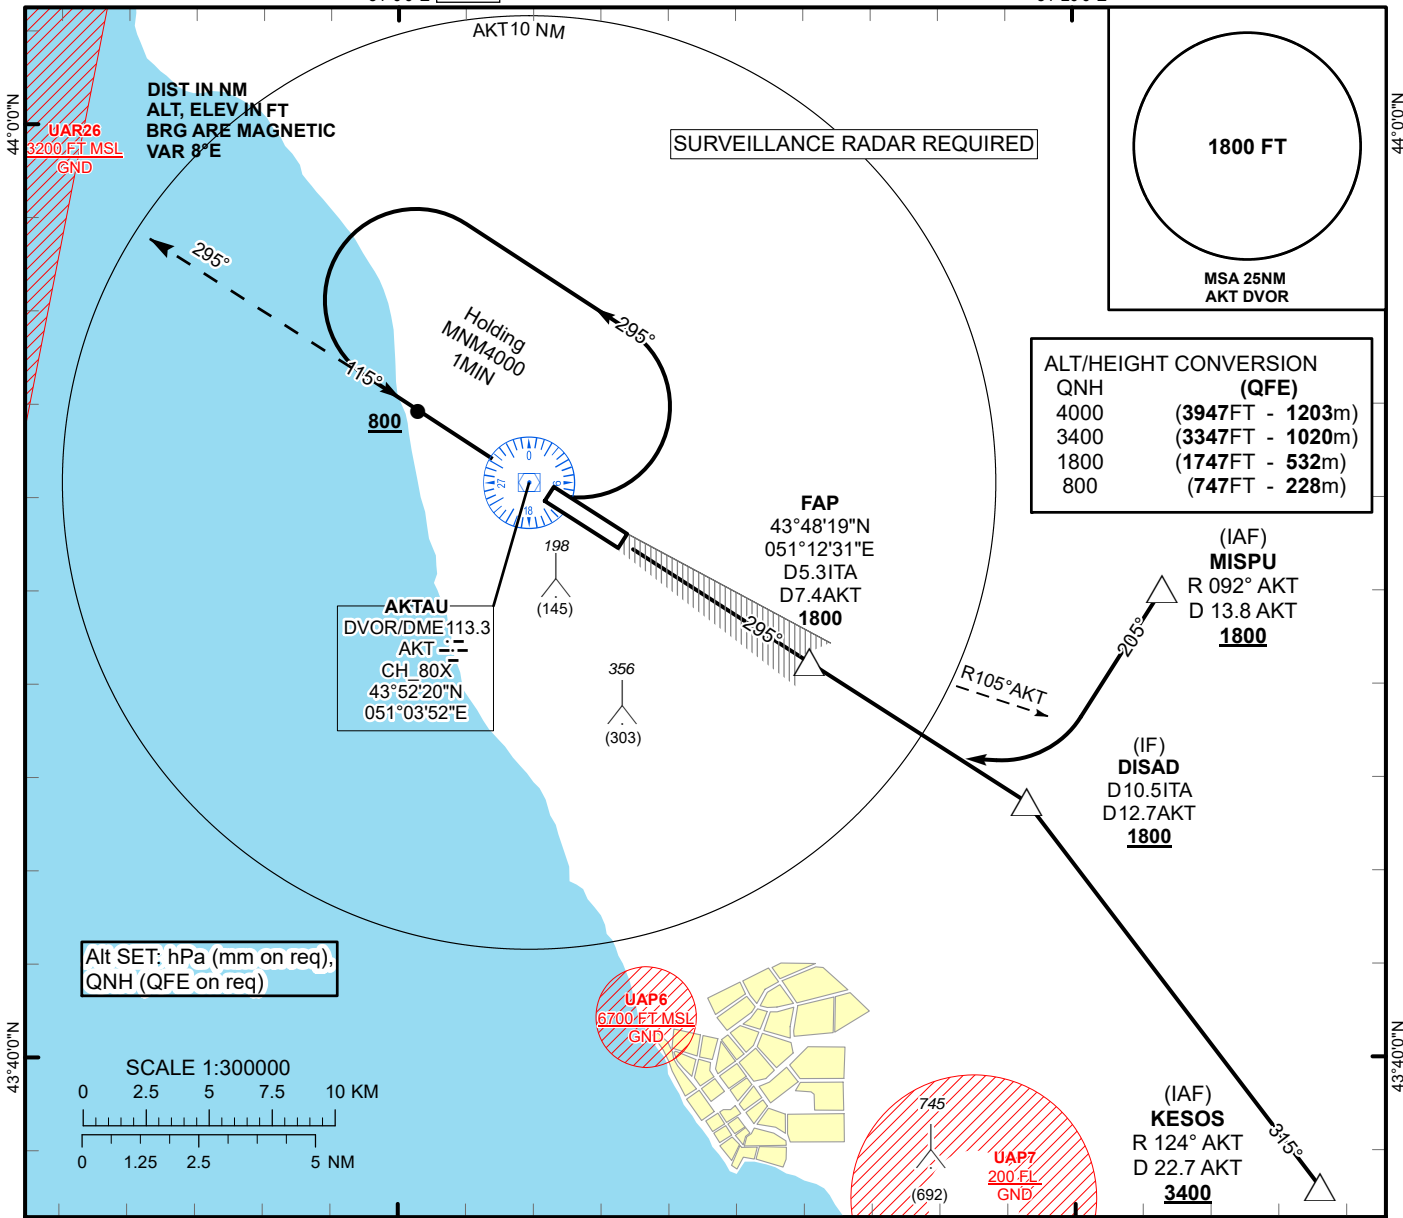 AKT10 NM
DIST IN NM
ALT, ELEV IN FT
BRG ARE MAGNETIC
VAR 8°E
44°0'0"N
44°0'0"N
UAR26
3200 FT MSL
GND
SURVEILLANCE RADAR REQUIRED
1800 FT
MSA 25NM
AKT DVOR
295°
Holding
MNM4000
1MIN
295°
115°
800
ALT/HEIGHT CONVERSION
QNH (QFE)
4000 (3947FT - 1203m)
3400 (3347FT - 1020m)
1800 (1747FT - 532m)
800 (747FT - 228m)
0
27
18
198
(145)
FAP
43°48'19"N
051°12'31"E
D5.3ITA
D7.4AKT
1800
295°
(IAF)
MISPU
R 092° AKT
D 13.8 AKT
1800
205°
AKTAU
DVOR/DME113.3
AKT
CH 80X
43°52'20"N
051°03'52"E
356
(303)
R105°AKT
(IF)
DISAD
D10.5ITA
D12.7AKT
1800
Alt SET: hPa (mm on req),
QNH (QFE on req)
UAP6
6700 FT MSL
GND
43°40'0"N
43°40'0"N
SCALE 1:300000
0 2.5 5 7.5 10 KM
0 1.25 2.5 5 NM
745
(692)
UAP7
200 FL
GND
(IAF)
KESOS
R 124° AKT
D 22.7 AKT
3400
315°